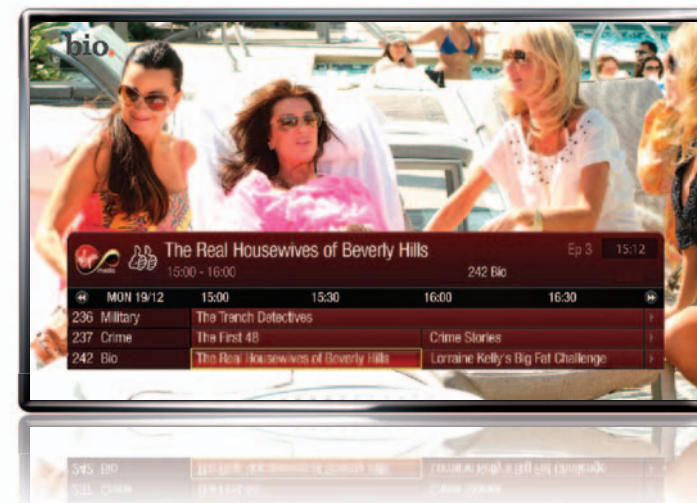 bio.
The Real Housewives of Beverly Hills Ep 3 15:12
15:00 - 16:00 242 Bio
MON 19/12 15:00 15:30 16:00 16:30
236 Military The Trench Detectives
237 Crime The First 48 Crime Stories
242 Bio The Real Housewives of Beverly Hills Lorraine Kelly's Big Fat Challenge